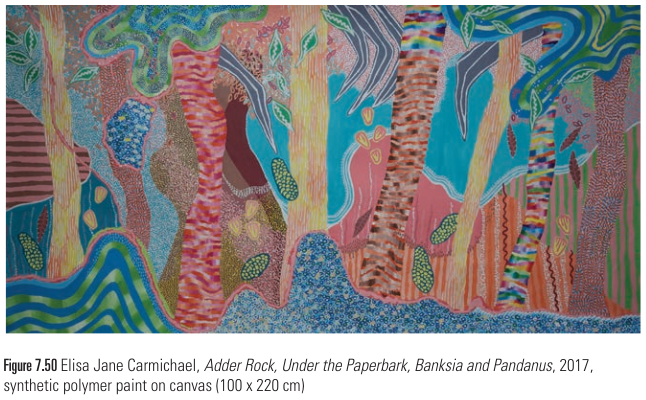 Figure 7.50 Elisa Jane Carmichael, Adder Rock, Under the Paperbark, Banksia and Pandanus, 2017,
synthetic polymer paint on canvas (100 x 220 cm)